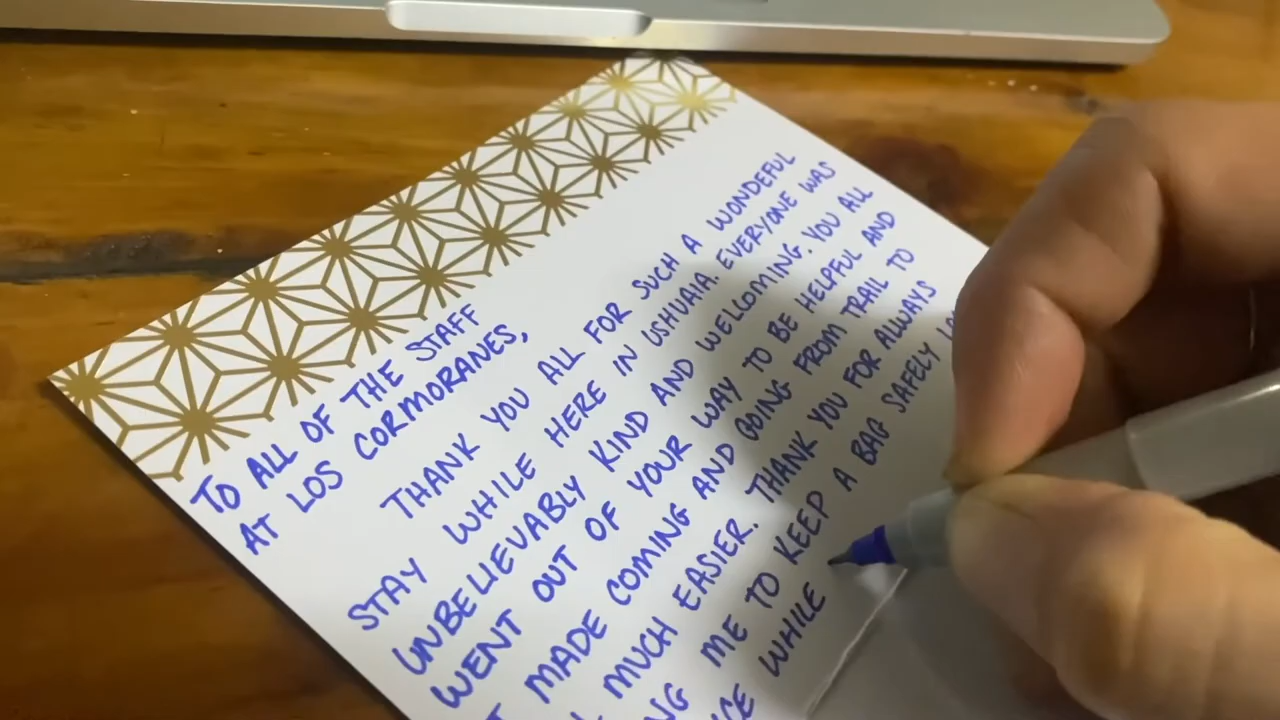 TO ALL OF THE STAFF
AT LOS CORMORANES,
THANK YOU ALL FOR SUCH A WONDEFUL
STAY WHILE HERE IN USHUAIA. EVERYONE WAS
UNBELIEVABLY KIND AND WELCOMING. YOU ALL
WENT OUT OF YOUR WAY TO BE HELPFUL AND
MADE COMING AND GOING FROM TRAIL TO
MUCH EASIER. THANK YOU FOR ALWAYS
ME TO KEEP A BAG SAFELY
WHILE